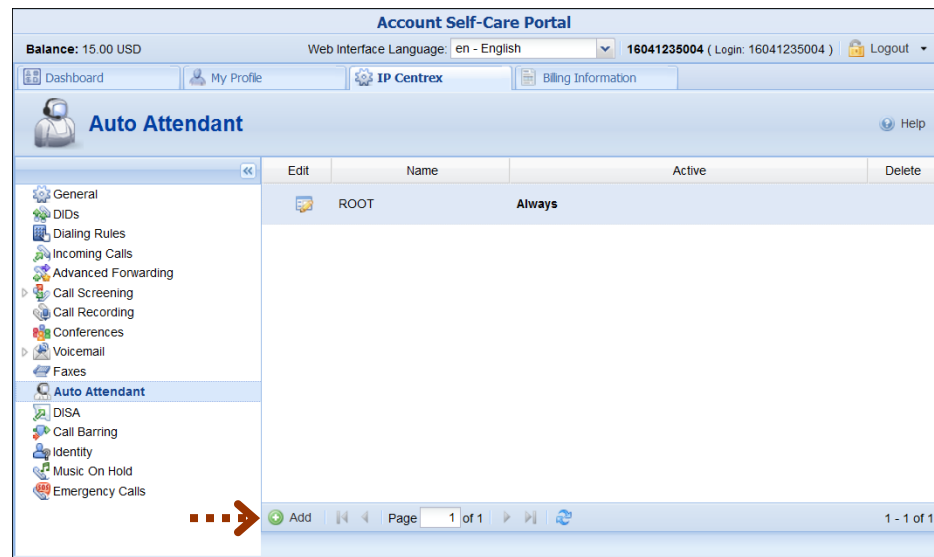 Account Self-Care Portal
Balance: 15.00 USD Web Interface Language: en - English 16041235004 ( Login: 16041235004 ) Logout
Dashboard My Profile IP Centrex Billing Information
Auto Attendant Help
Edit Name Active Delete
ROOT Always
General
DIDs
Dialing Rules
Incoming Calls
Advanced Forwarding
Call Screening
Call Recording
Conferences
Voicemail
Faxes
Auto Attendant
DISA
Call Barring
Identity
Music On Hold
Emergency Calls
Add Page 1 of 1 1 - 1 of 1